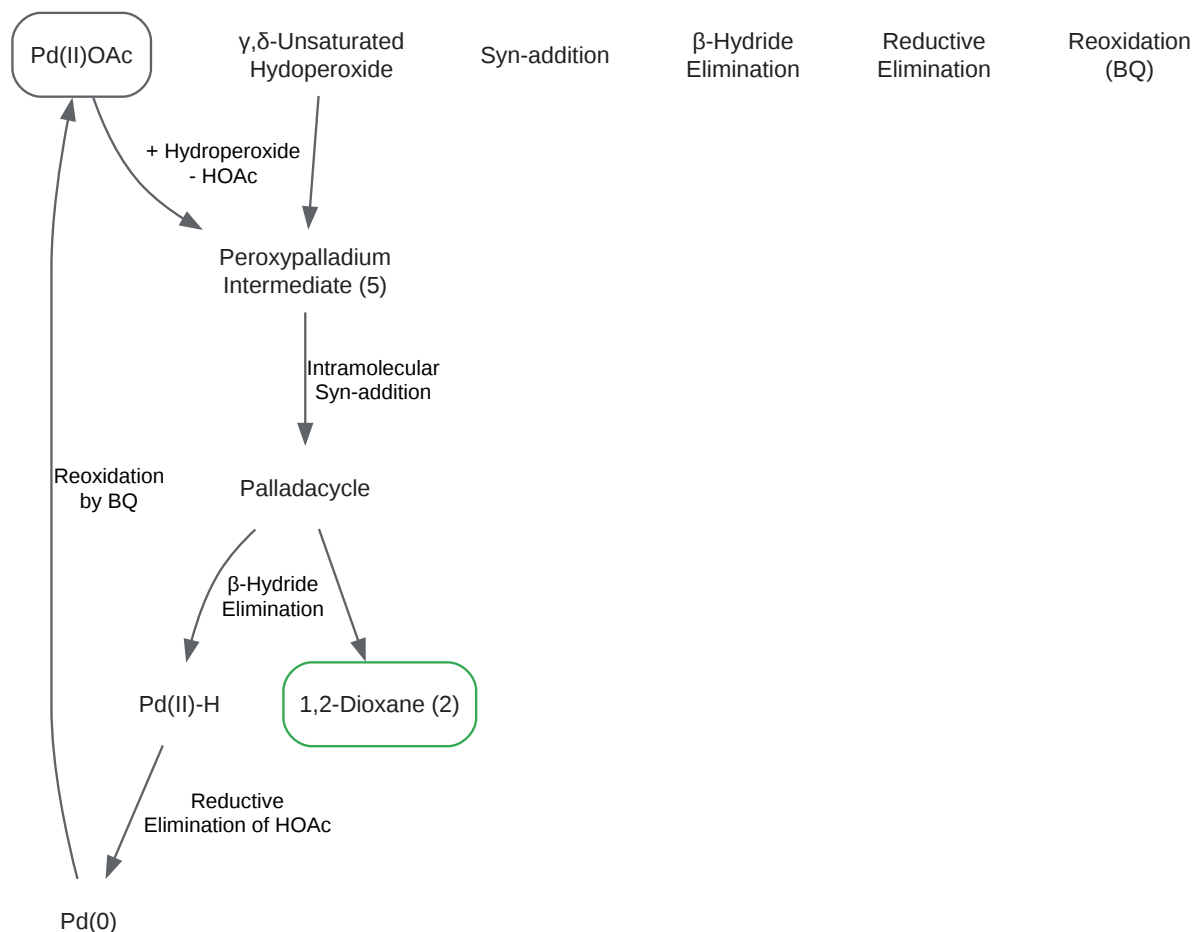 Pd(II)OAc
γ,δ-Unsaturated
Hydoperoxide
Syn-addition
β-Hydride
Elimination
Reductive
Elimination
Reoxidation
(BQ)
+ Hydroperoxide
- HOAc
Peroxypalladium
Intermediate (5)
Intramolecular
Syn-addition
Reoxidation
by BQ
Palladacycle
β-Hydride
Elimination
Pd(II)-H
1,2-Dioxane (2)
Reductive
Elimination of HOAc
Pd(0)